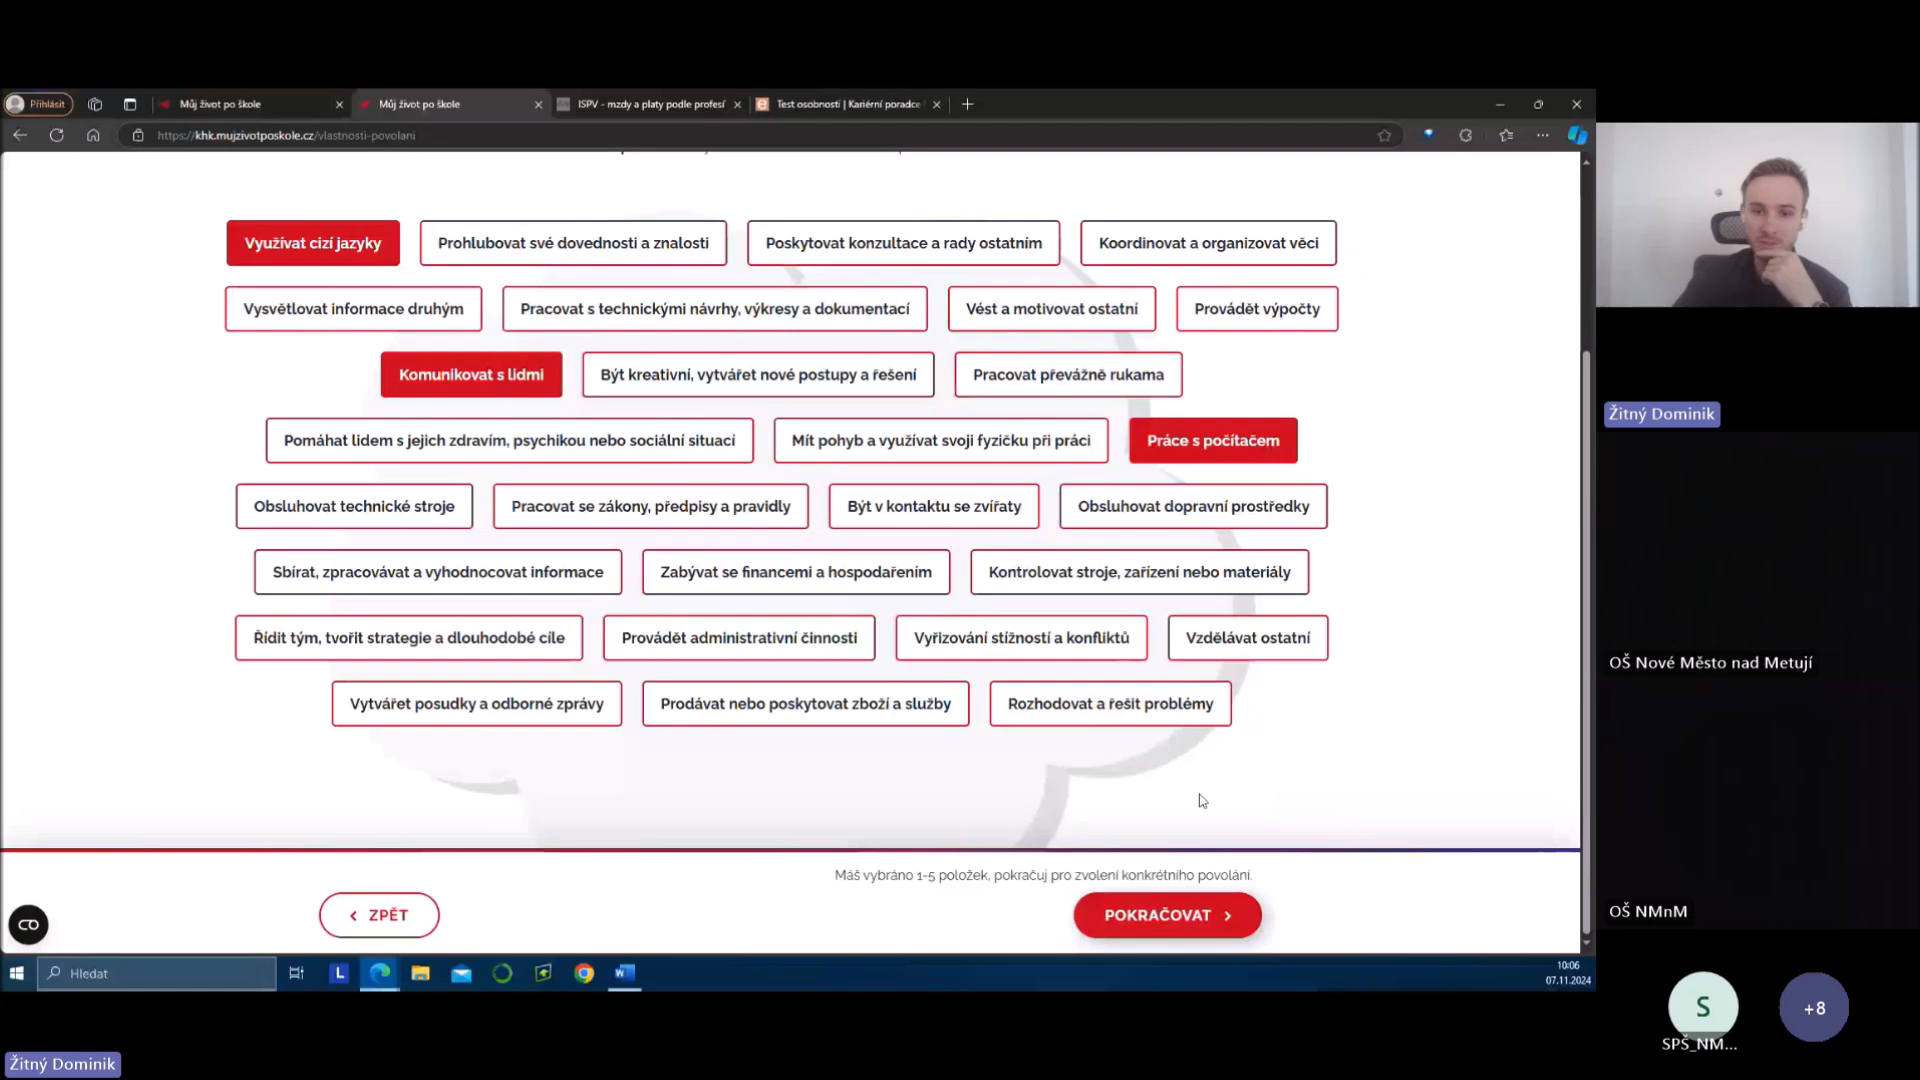 Přihlásit
Můj život po škole
Můj život po škole
ISPV - mzdy a platy podle profesí
Test osobnosti | Kariérní poradce
https://khk.mujzivotposkole.cz/vlastnosti-povolani
Využívat cizí jazyky
Prohlubovat své dovednosti a znalosti
Poskytovat konzultace a rady ostatním
Koordinovat a organizovat věci
Vysvětlovat informace druhým
Pracovat s technickými návrhy, výkresy a dokumentací
Vést a motivovat ostatní
Provádět výpočty
Komunikovat s lidmi
Být kreativní, vytvářet nové postupy a řešení
Pracovat převážně rukama
Pomáhat lidem s jejich zdravím, psychikou nebo sociální situací
Mít pohyb a využívat svoji fyzičku při práci
Práce s počítačem
Obsluhovat technické stroje
Pracovat se zákony, předpisy a pravidly
Být v kontaktu se zvířaty
Obsluhovat dopravní prostředky
Sbírat, zpracovávat a vyhodnocovat informace
Zabývat se financemi a hospodařením
Kontrolovat stroje, zařízení nebo materiály
Řídit tým, tvořit strategie a dlouhodobé cíle
Provádět administrativní činnosti
Vyřizování stížností a konfliktů
Vzdělávat ostatní
Vytvářet posudky a odborné zprávy
Prodávat nebo poskytovat zboží a služby
Rozhodovat a řešit problémy
Máš vybráno 1-5 položek, pokračuj pro zvolení konkrétního povolání.
ZPĚT
POKRAČOVAT
Hledat
10:06
07.11.2024
Žitný Dominik
OŠ Nové Město nad Metují
OŠ NMnM
S
SPŠ_NM...
+8
Žitný Dominik